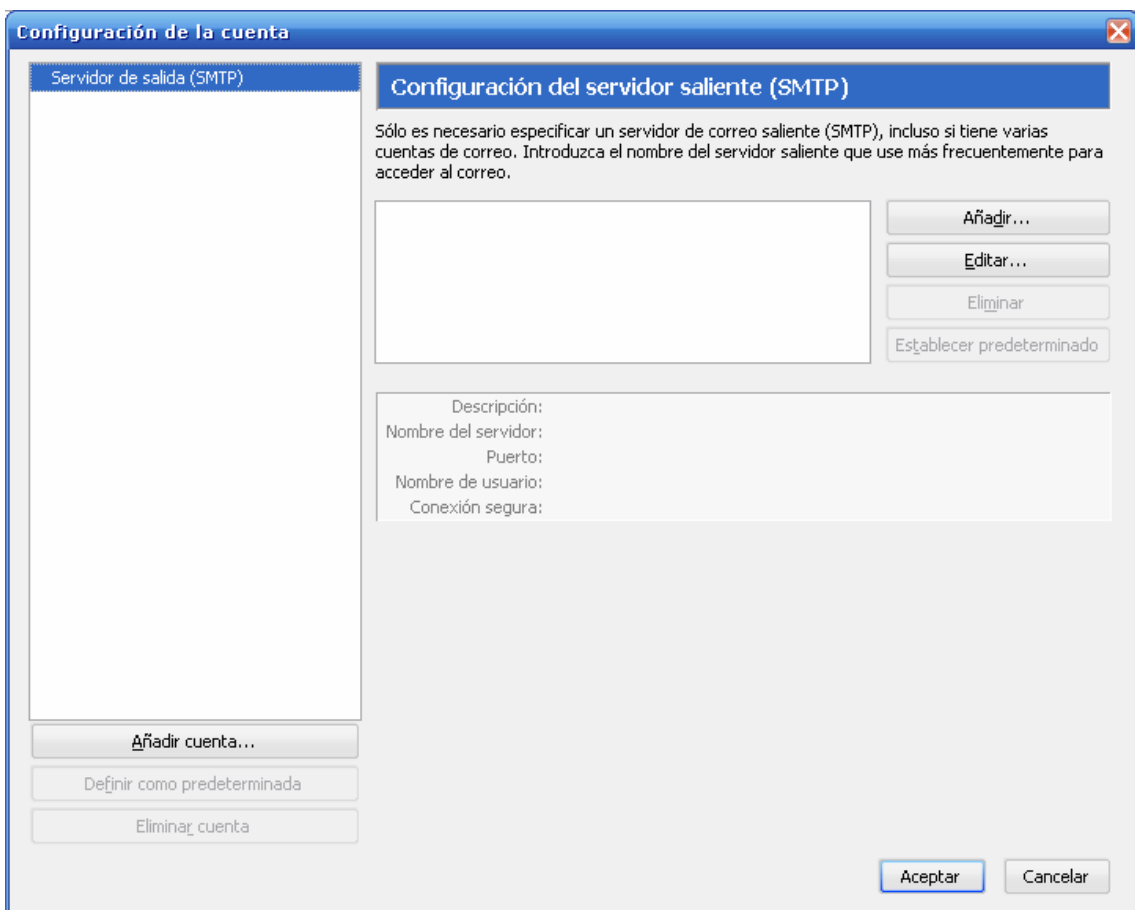 Configuración de la cuenta
Servidor de salida (SMTP)
Configuración del servidor saliente (SMTP)
Sólo es necesario especificar un servidor de correo saliente (SMTP), incluso si tiene varias
cuentas de correo. Introduzca el nombre del servidor saliente que use más frecuentemente para
acceder al correo.
Añadir...
Editar...
Eliminar
Establecer predeterminado
Descripción:
Nombre del servidor:
Puerto:
Nombre de usuario:
Conexión segura:
Añadir cuenta...
Definir como predeterminada
Eliminar cuenta
Aceptar
Cancelar